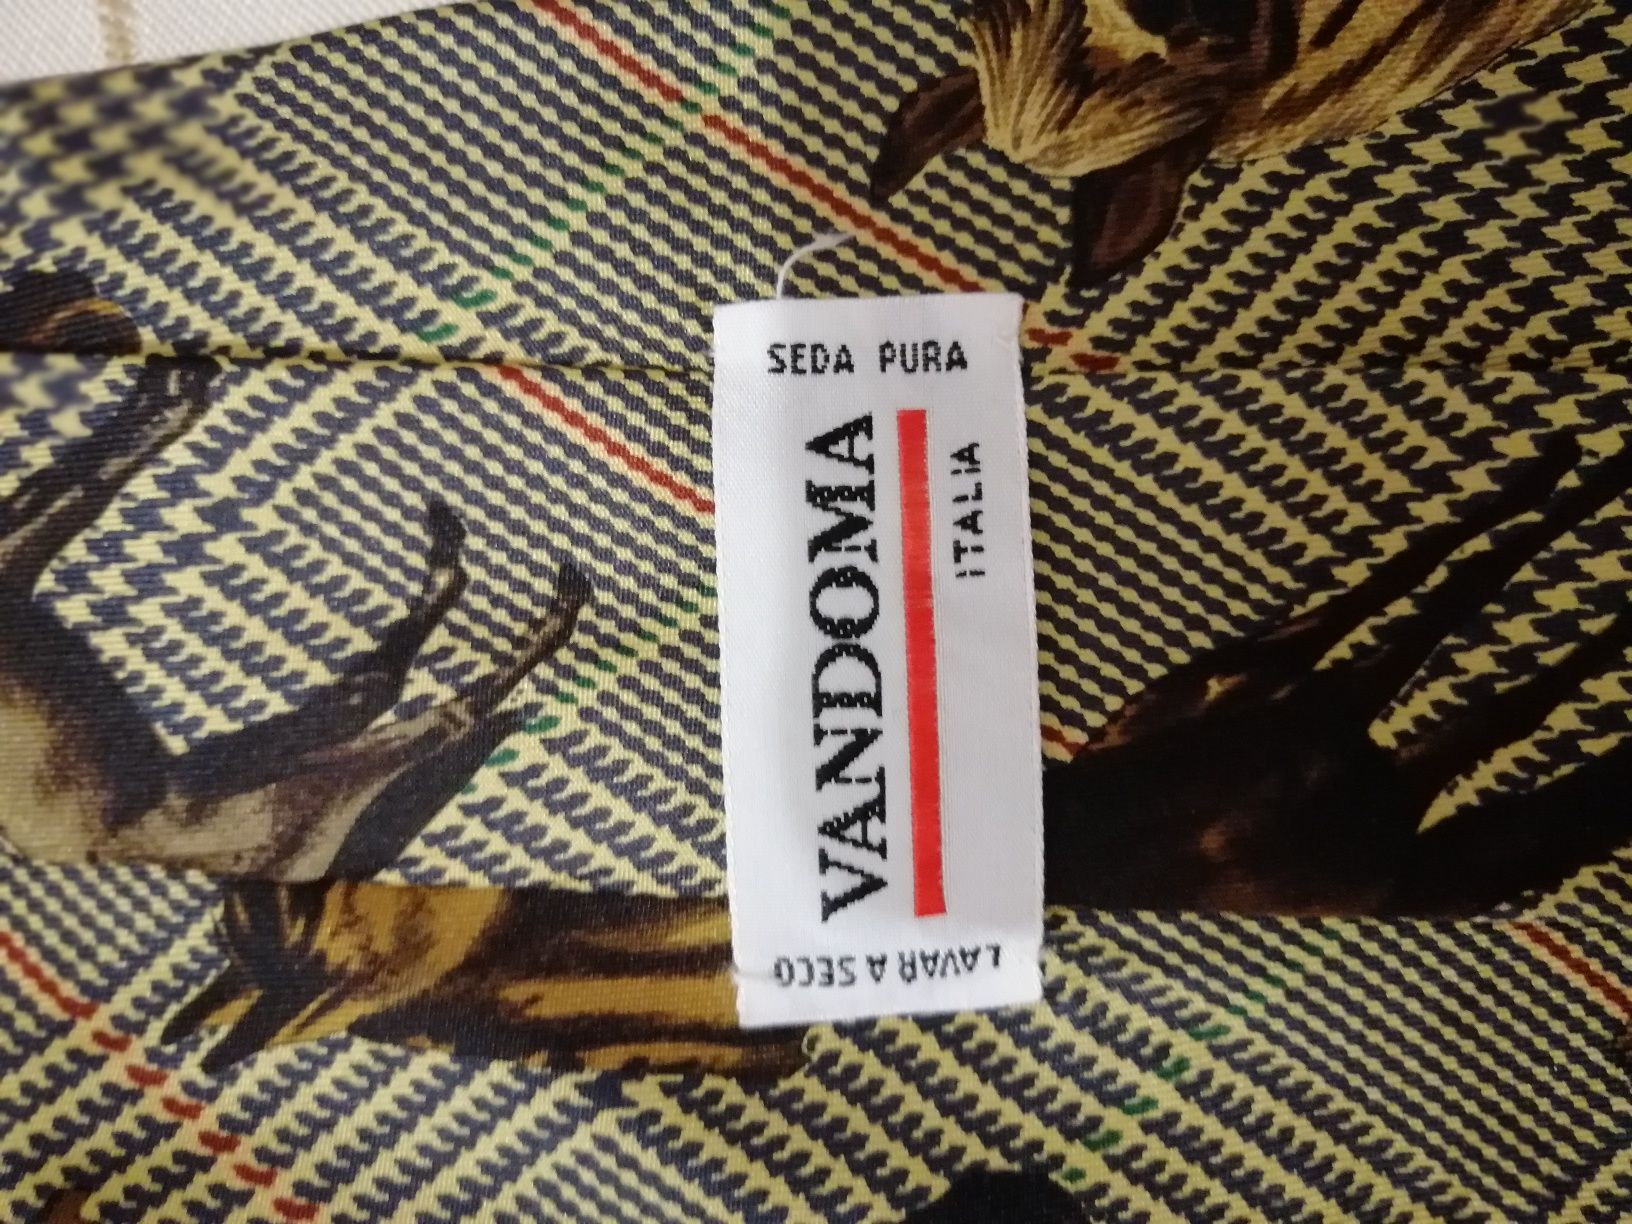 SEDA PURA
VANDOMA
ITALIA
LAVAR A SECO